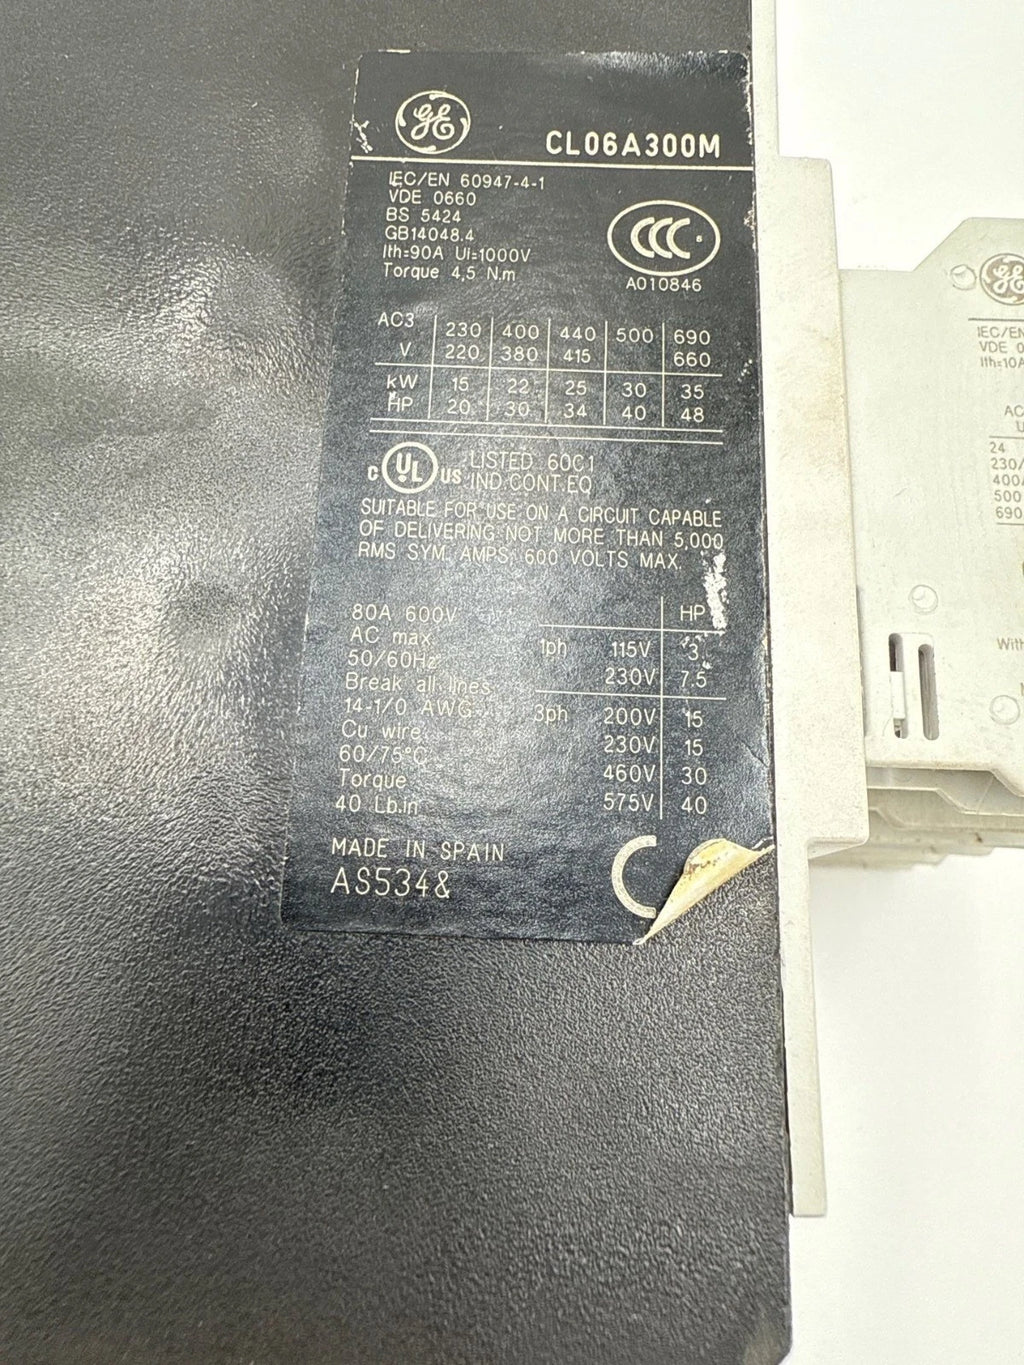 GE
CL06A300M
IEC/EN 60947-4-1
VDE 0660
BS 5424
GB14048.4
Ith=90A Ui=1000V
Torque 4,5 N.m
CCC
A010846
AC3 230 400 440 500 690
V 220 380 415 660
kW 15 22 25 30 35
HP 20 30 34 40 48
c UL us LISTED 60C1
IND.CONT.EQ
SUITABLE FOR USE ON A CIRCUIT CAPABLE
OF DELIVERING NOT MORE THAN 5,000
RMS SYM. AMPS, 600 VOLTS MAX.
80A 600V
AC max.
50/60Hz
Break all lines
14-1/0 AWG
Cu wire
60/75°C
Torque
40 Lb.in
HP
1ph 115V 3
230V 7.5
3ph 200V 15
230V 15
460V 30
575V 40
MADE IN SPAIN
AS534&
C
GE
IEC/EN
VDE 0
Ith=10A
AC
U
24
230/
400
500
690
With